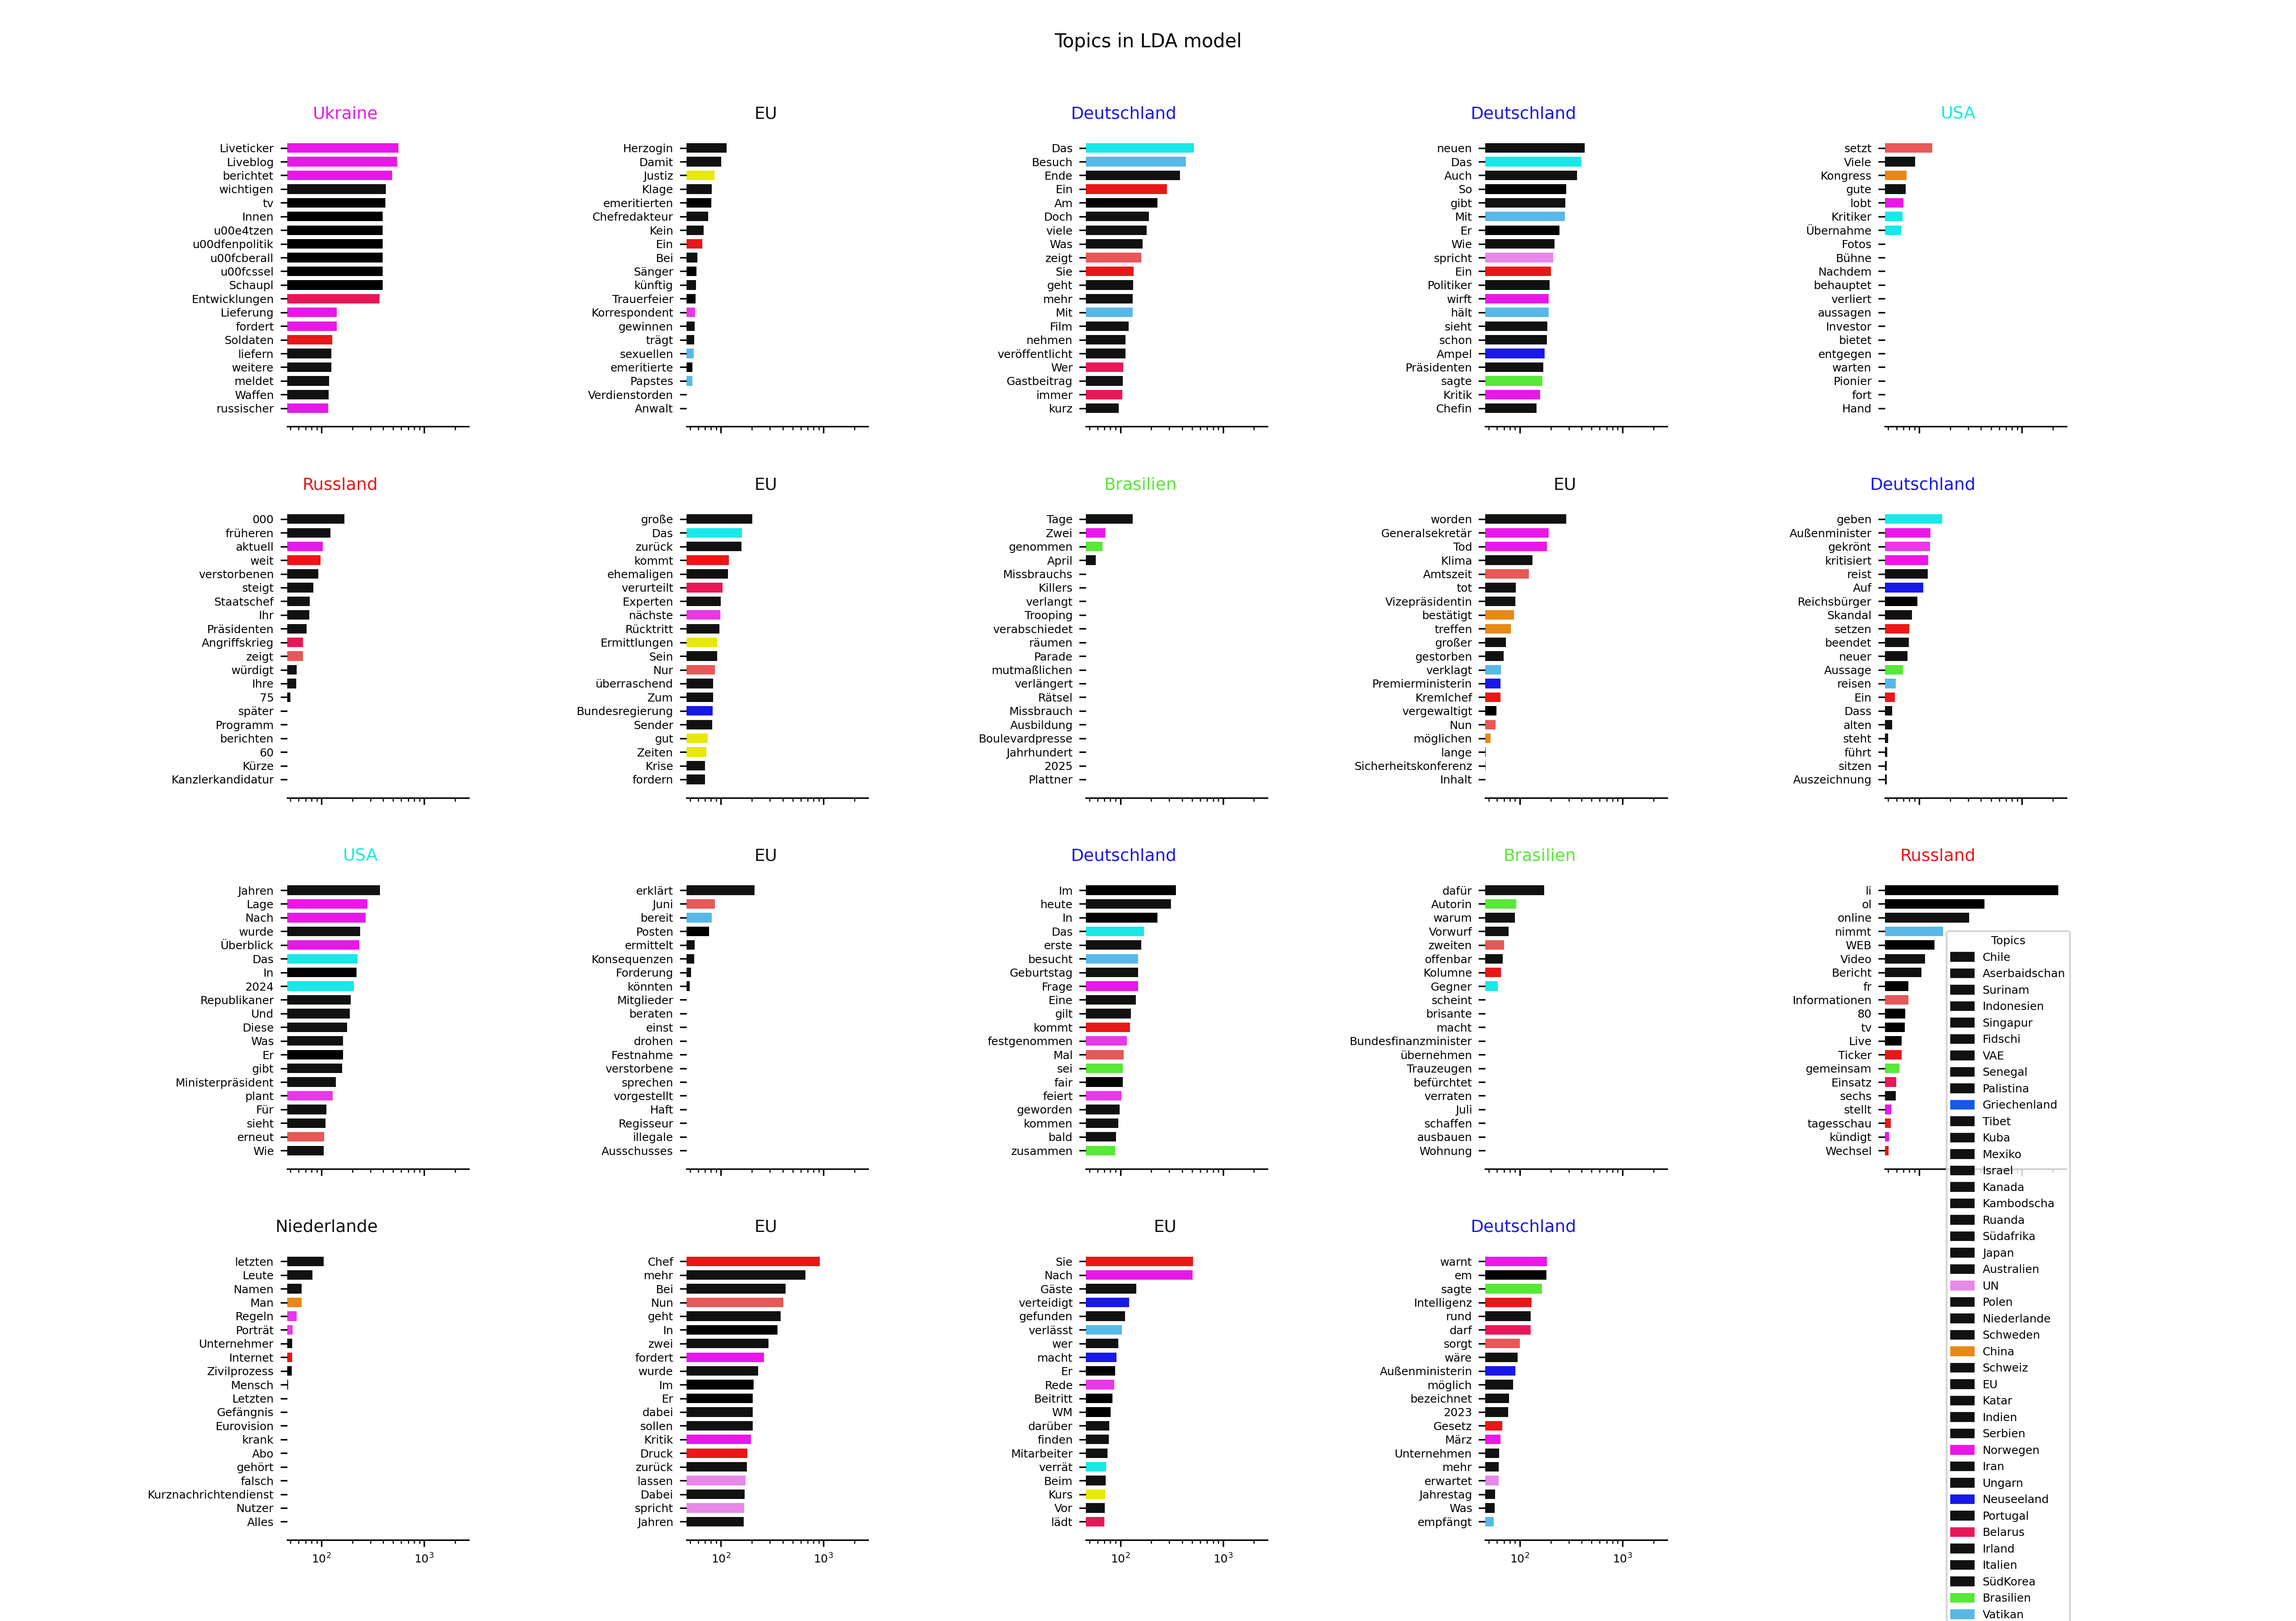 Topics in LDA model
Ukraine
Liveticker
Liveblog
berichtet
wichtigen
tv
Innen
u00e4tzen
u00dfenpolitik
u00fcberall
u00fcssel
Schaupl
Entwicklungen
Lieferung
fordert
Soldaten
liefern
weitere
meldet
Waffen
russischer
EU
Herzogin
Damit
Justiz
Klage
emeritierten
Chefredakteur
Kein
Ein
Bei
Sänger
künftig
Trauerfeier
Korrespondent
gewinnen
trägt
sexuellen
emeritierte
Papstes
Verdienstorden
Anwalt
Deutschland
Das
Besuch
Ende
Ein
Am
Doch
viele
Was
zeigt
Sie
geht
mehr
Mit
Film
nehmen
veröffentlicht
Wer
Gastbeitrag
immer
kurz
Deutschland
neuen
Das
Auch
So
gibt
Mit
Er
Wie
spricht
Ein
Politiker
wirft
hält
sieht
schon
Ampel
Präsidenten
sagte
Kritik
Chefin
USA
setzt
Viele
Kongress
gute
lobt
Kritiker
Übernahme
Fotos
Bühne
Nachdem
behauptet
verliert
aussagen
Investor
bietet
entgegen
warten
Pionier
fort
Hand
Russland
000
früheren
aktuell
weit
verstorbenen
steigt
Staatschef
Ihr
Präsidenten
Angriffskrieg
zeigt
würdigt
Ihre
75
später
Programm
berichten
60
Kürze
Kanzlerkandidatur
EU
große
Das
zurück
kommt
ehemaligen
verurteilt
Experten
nächste
Rücktritt
Ermittlungen
Sein
Nur
überraschend
Zum
Bundesregierung
Sender
gut
Zeiten
Krise
fordern
Brasilien
Tage
Zwei
genommen
April
Missbrauchs
Killers
verlangt
Trooping
verabschiedet
räumen
Parade
mutmaßlichen
verlängert
Rätsel
Missbrauch
Ausbildung
Boulevardpresse
Jahrhundert
2025
Plattner
EU
worden
Generalsekretär
Tod
Klima
Amtszeit
tot
Vizepräsidentin
bestätigt
treffen
großer
gestorben
verklagt
Premierministerin
Kremlchef
vergewaltigt
Nun
möglichen
lange
Sicherheitskonferenz
Inhalt
Deutschland
geben
Außenminister
gekrönt
kritisiert
reist
Auf
Reichsbürger
Skandal
setzen
beendet
neuer
Aussage
reisen
Ein
Dass
alten
steht
führt
sitzen
Auszeichnung
USA
Jahren
Lage
Nach
wurde
Überblick
Das
In
2024
Republikaner
Und
Diese
Was
Er
gibt
Ministerpräsident
plant
Für
sieht
erneut
Wie
EU
erklärt
Juni
bereit
Posten
ermittelt
Konsequenzen
Forderung
könnten
Mitglieder
beraten
einst
drohen
Festnahme
verstorbene
sprechen
vorgestellt
Haft
Regisseur
illegale
Ausschusses
Deutschland
Im
heute
In
Das
erste
besucht
Geburtstag
Frage
Eine
gilt
kommt
festgenommen
Mal
sei
fair
feiert
geworden
kommen
bald
zusammen
Brasilien
dafür
Autorin
warum
Vorwurf
zweiten
offenbar
Kolumne
Gegner
scheint
brisante
macht
Bundesfinanzminister
übernehmen
Trauzeugen
befürchtet
verraten
Juli
schaffen
ausbauen
Wohnung
Russland
li
ol
online
nimmt
WEB
Video
Bericht
fr
Informationen
80
tv
Live
Ticker
gemeinsam
Einsatz
sechs
stellt
tagesschau
kündigt
Wechsel
Niederlande
letzten
Leute
Namen
Man
Regeln
Porträt
Unternehmer
Internet
Zivilprozess
Mensch
Letzten
Gefängnis
Eurovision
krank
Abo
gehört
falsch
Kurznachrichtendienst
Nutzer
Alles
10² 10³
EU
Chef
mehr
Bei
Nun
geht
In
zwei
fordert
wurde
Im
Er
dabei
sollen
Kritik
Druck
zurück
lassen
Dabei
spricht
Jahren
10² 10³
EU
Sie
Nach
Gäste
verteidigt
gefunden
verlässt
wer
macht
Er
Rede
Beitritt
WM
darüber
finden
Mitarbeiter
verrät
Beim
Kurs
Vor
lädt
10² 10³
Deutschland
warnt
em
sagte
Intelligenz
rund
darf
sorgt
wäre
Außenministerin
möglich
bezeichnet
2023
Gesetz
März
Unternehmen
mehr
erwartet
Jahrestag
Was
empfängt
10² 10³
Topics
Chile
Aserbaidschan
Surinam
Indonesien
Singapur
Fidschi
VAE
Senegal
Palistina
Griechenland
Tibet
Kuba
Mexiko
Israel
Kanada
Kambodscha
Ruanda
Südafrika
Japan
Australien
UN
Polen
Niederlande
Schweden
China
Schweiz
EU
Katar
Indien
Serbien
Norwegen
Iran
Ungarn
Neuseeland
Portugal
Belarus
Irland
Italien
SüdKorea
Brasilien
Vatikan